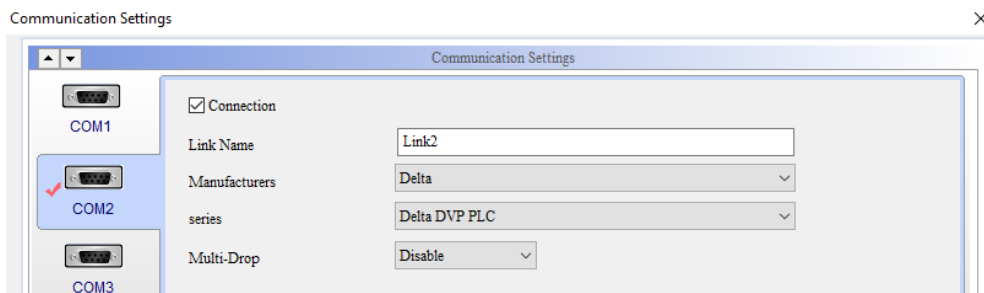 Communication Settings
Communication Settings
COM1
Connection
Link Name Link2
Manufacturers Delta
COM2
series Delta DVP PLC
Multi-Drop Disable
COM3